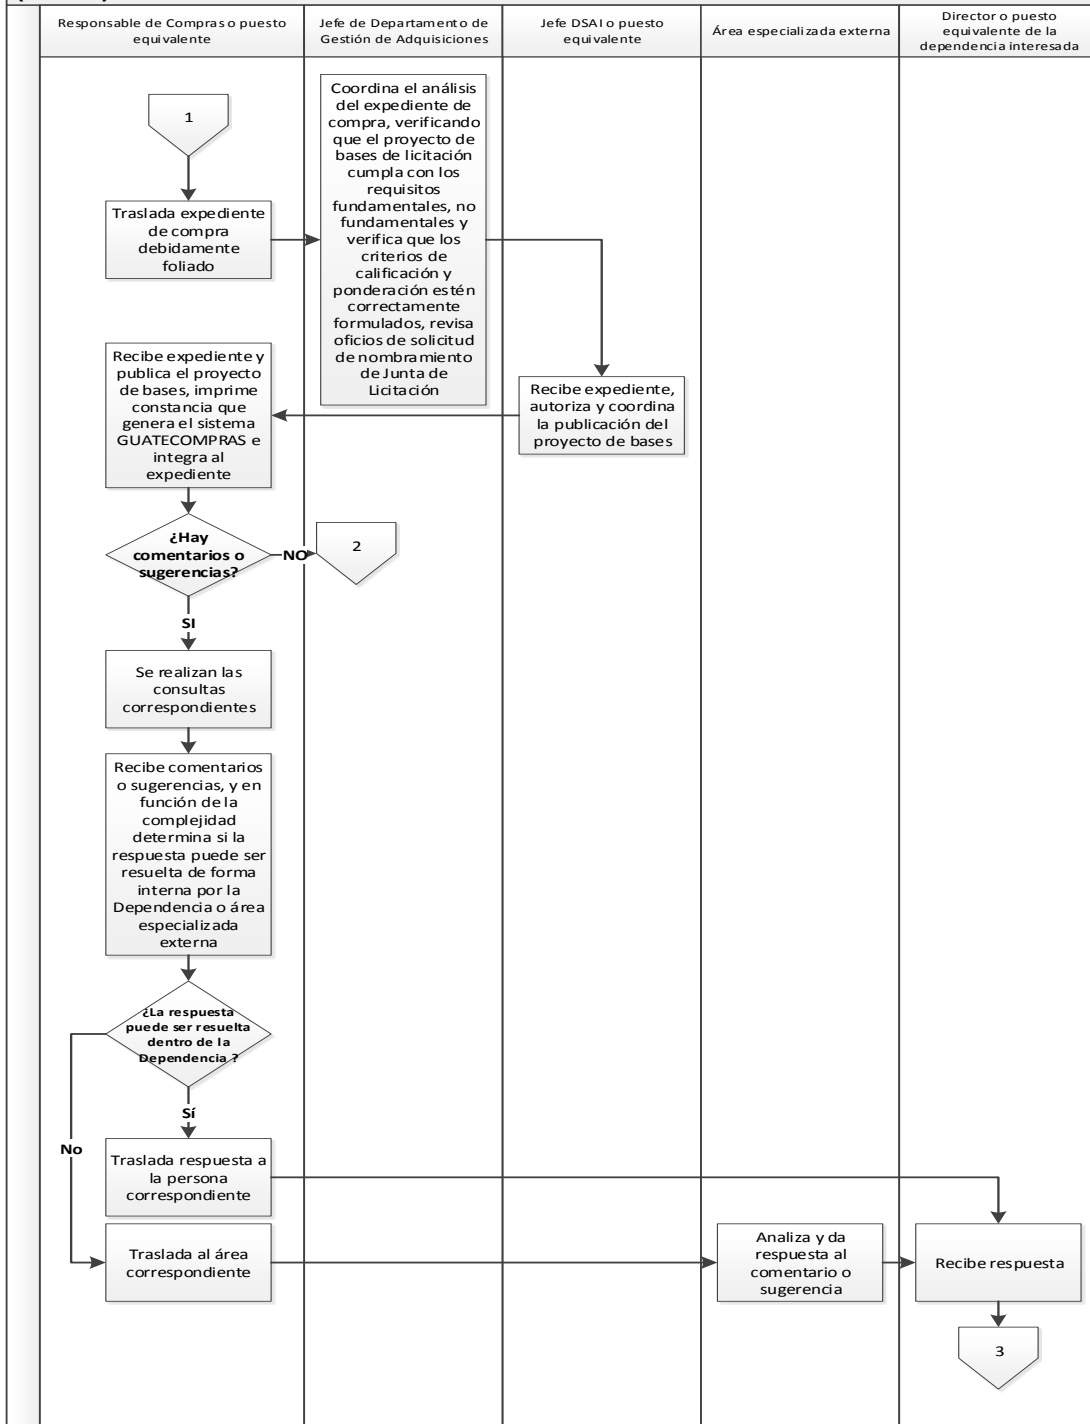 Responsable de Compras o puesto
equivalente
Jefe de Departamento de
Gestión de Adquisiciones
Jefe DSAI o puesto
equivalente
Área especializada externa
Director o puesto
equivalente de la
dependencia interesada
1
Traslada expediente
de compra
debidamente
foliado
Coordina el análisis
del expediente de
compra, verificando
que el proyecto de
bases de licitación
cumpla con los
requisitos
fundamentales, no
fundamentales y
verifica que los
criterios de
calificación y
ponderación estén
correctamente
formulados, revisa
oficios de solicitud
de nombramiento
de Junta de
Licitación
Recibe expediente,
autoriza y coordina
la publicación del
proyecto de bases
Recibe expediente y
publica el proyecto
de bases, imprime
constancia que
genera el sistema
GUATECOMPRAS e
integra al
expediente
¿Hay
comentarios o
sugerencias?
NO
2
SI
Se realizan las
consultas
correspondientes
Recibe comentarios
o sugerencias, y en
función de la
complejidad
determina si la
respuesta puede ser
resuelta de forma
interna por la
Dependencia o área
especializada
externa
¿La respuesta
puede ser resuelta
dentro de la
Dependencia ?
Sí
No
Traslada respuesta a
la persona
correspondiente
Traslada al área
correspondiente
Analiza y da
respuesta al
comentario o
sugerencia
Recibe respuesta
3